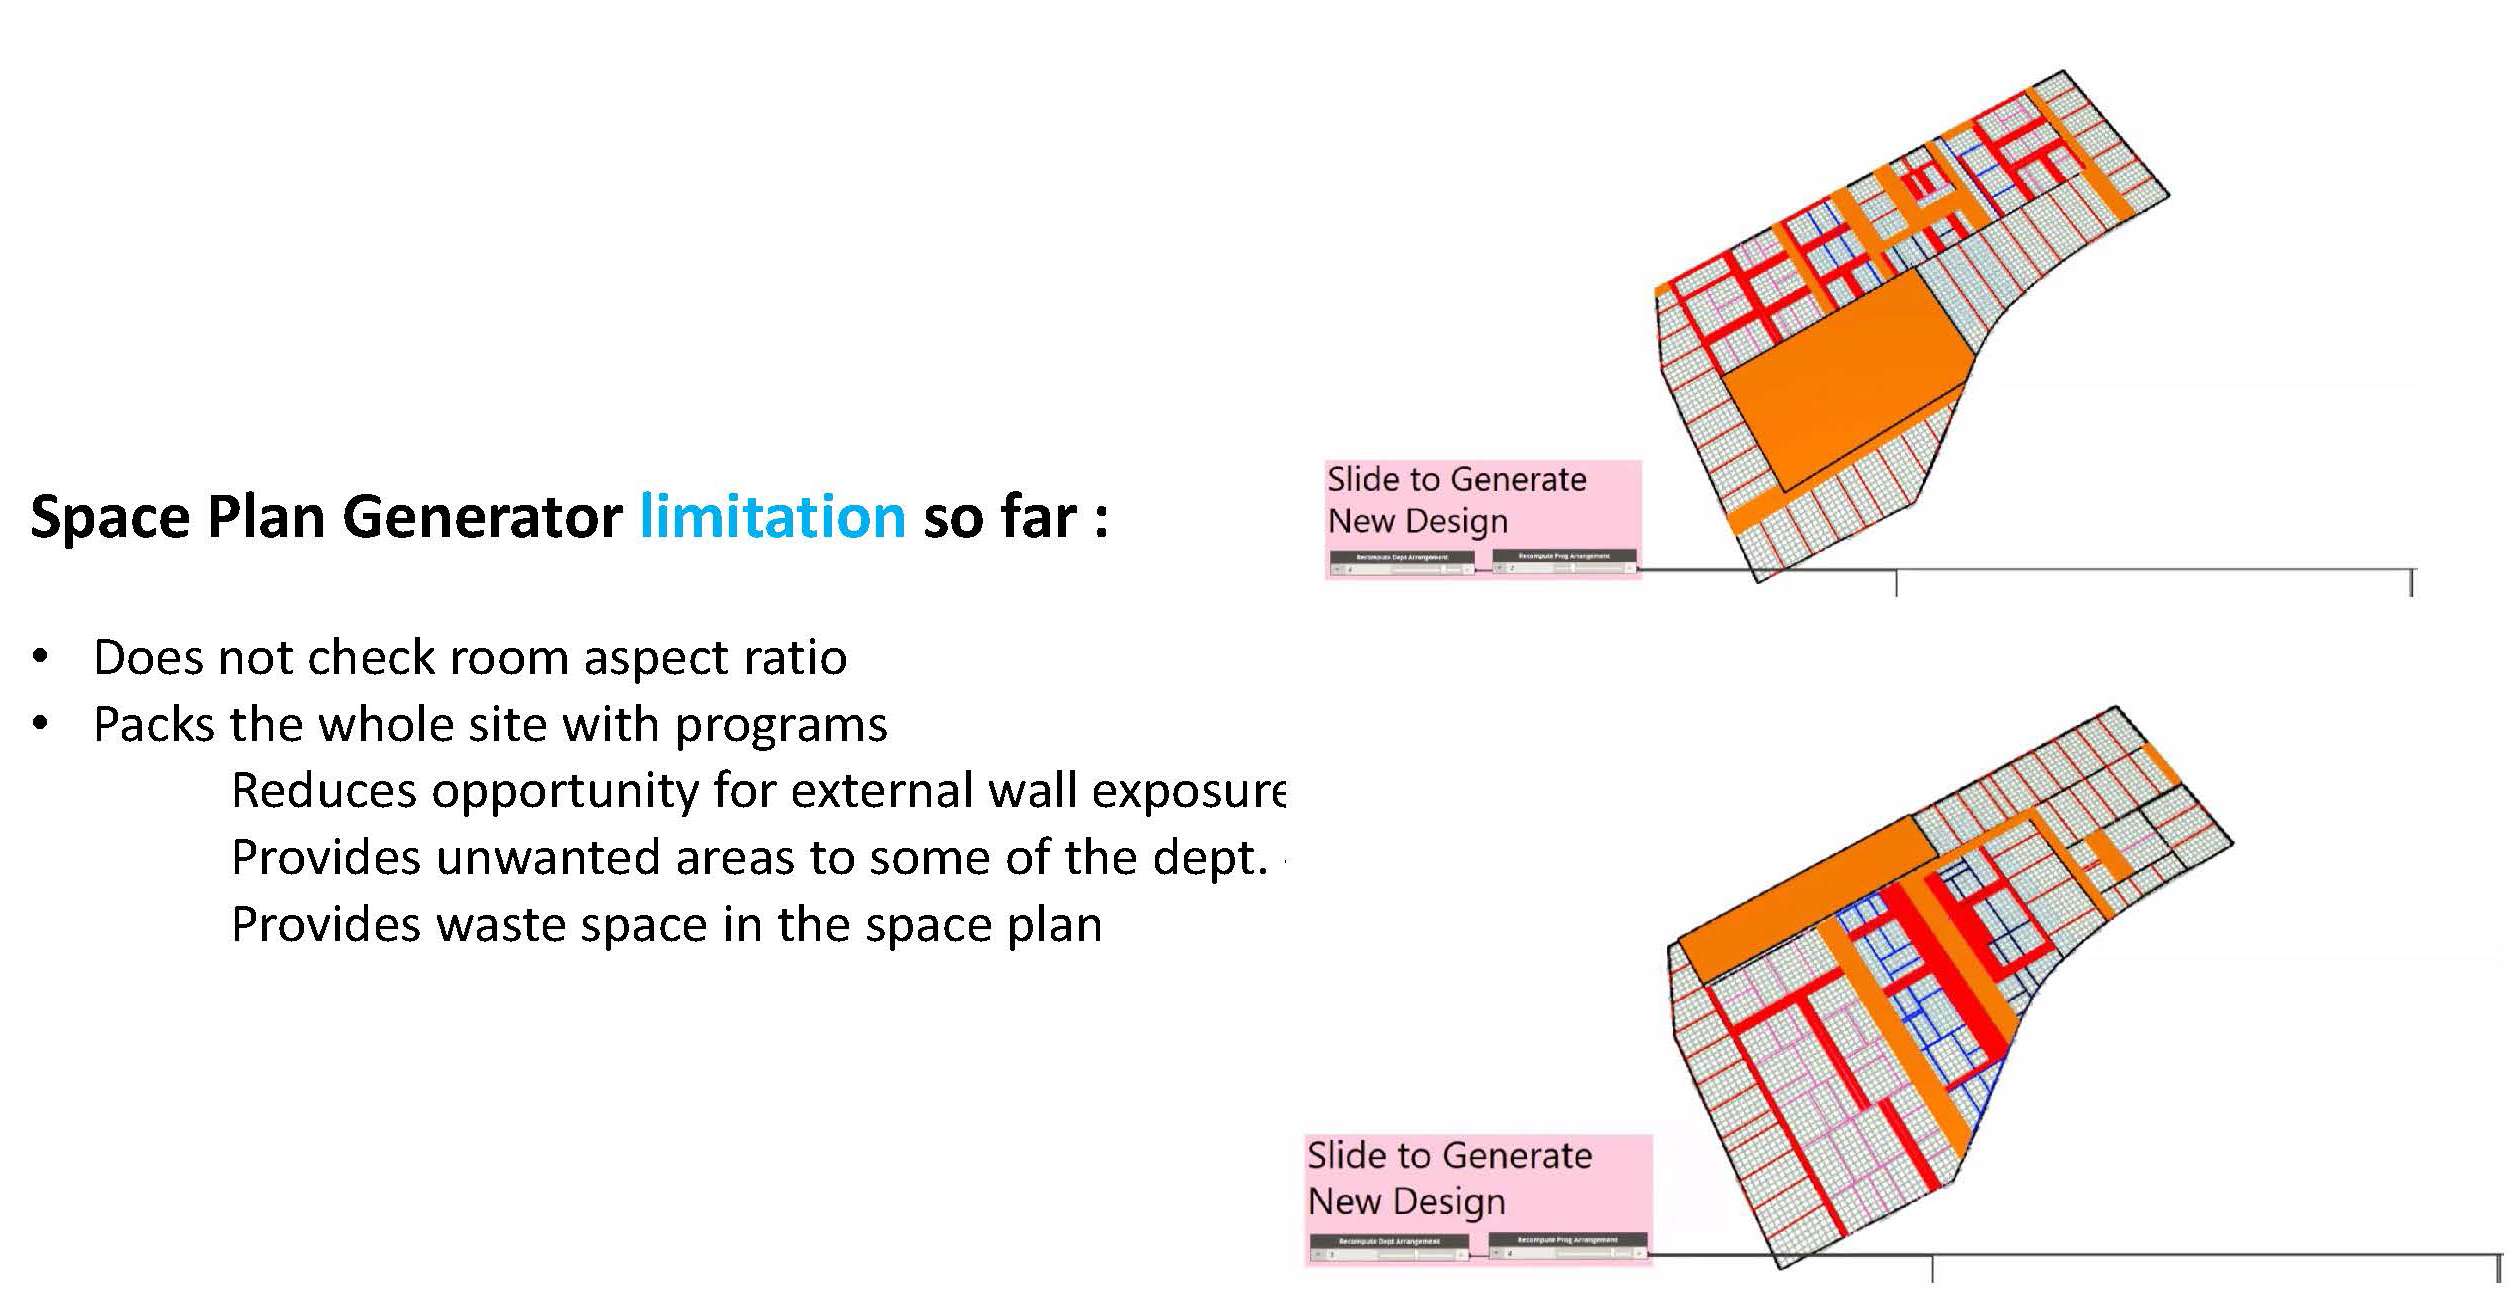 Space Plan Generator limitation so far :
• Does not check room aspect ratio
• Packs the whole site with programs
Reduces opportunity for external wall exposure
Provides unwanted areas to some of the dept.
Provides waste space in the space plan
Slide to Generate
New Design
Recompute Dept Arrangement
Recompute Prog Arrangement
Slide to Generate
New Design
Recompute Dept Arrangement
Recompute Prog Arrangement